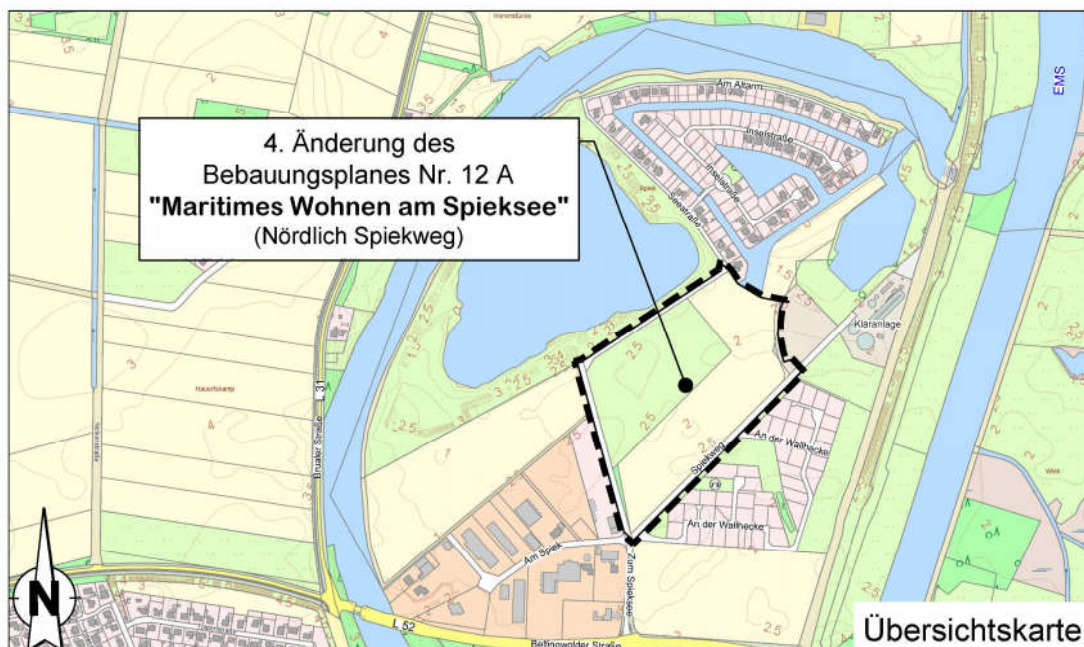 4. Änderung des
Bebauungsplanes Nr. 12 A
"Maritimes Wohnen am Spieksee"
(Nördlich Spiekweg)
Am Altarm
Inselstraße
Inselstraße
Seestraße
EMS
Kläranlage
L 31
Brualer Straße
Spiekweg
An der Wallhecke
An der Wallhecke
Am Spiek
Zum Spieksee
L 52
N
Übersichtskarte